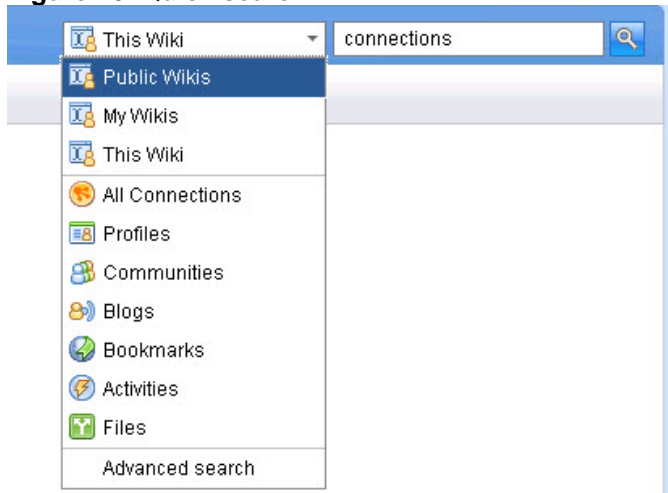 This Wiki connections
Public Wikis
My Wikis
This Wiki
All Connections
Profiles
Communities
Blogs
Bookmarks
Activities
Files
Advanced search